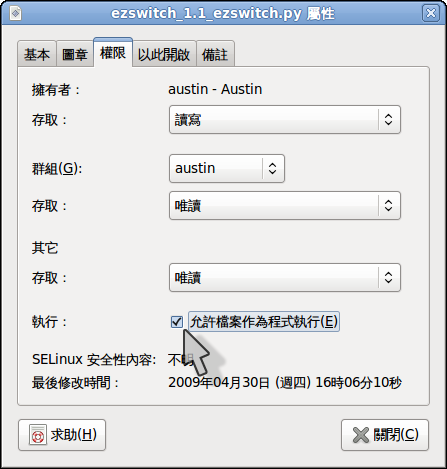 ezswitch_1.1_ezswitch.py 屬性
基本 圖章 權限 以此開啟 備註
擁有者： austin - Austin
存取： 讀寫
群組(G): austin
存取： 唯讀
其它
存取： 唯讀
執行： 允許檔案作為程式執行(E)
SELinux 安全性內容: 不明
最後修改時間： 2009年04月30日 (週四) 16時06分10秒
求助(H) 關閉(C)